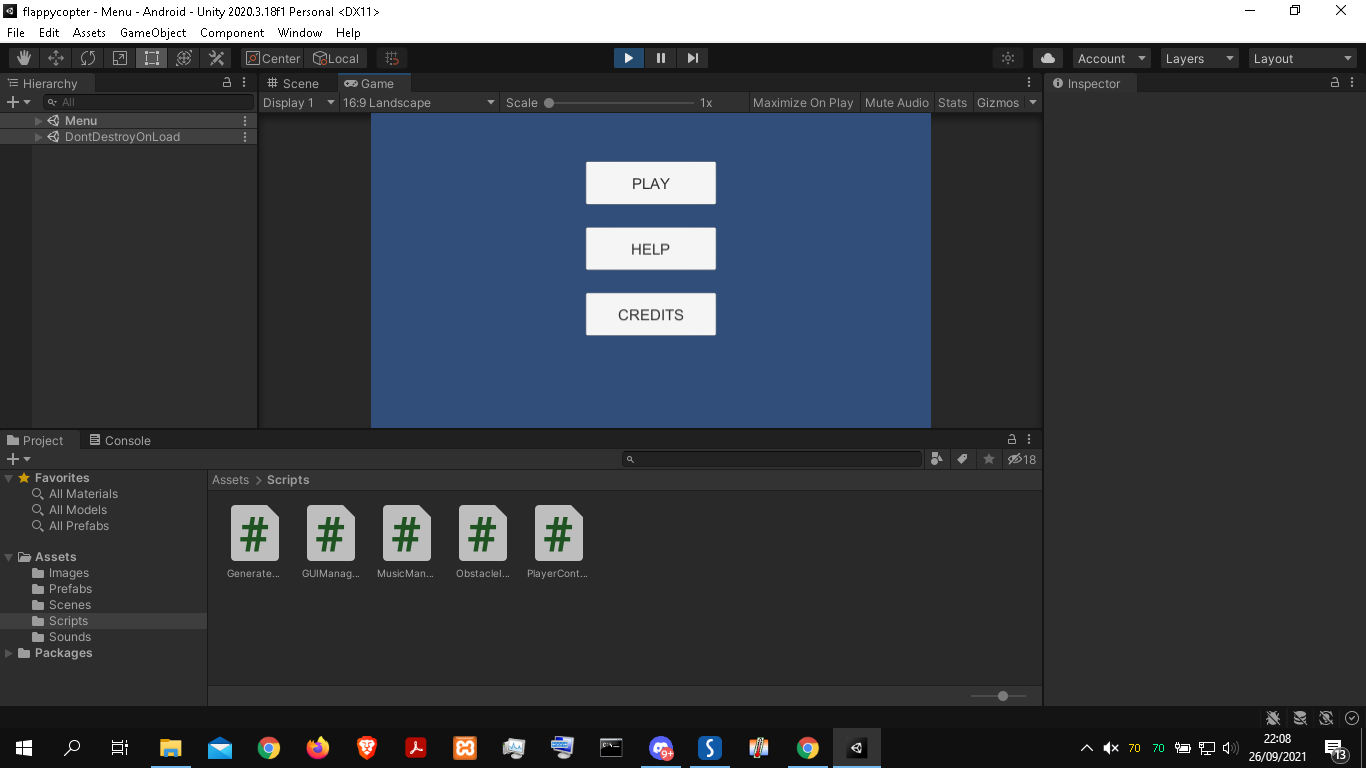 flappycopter - Menu - Android - Unity 2020.3.18f1 Personal <DX11>
File Edit Assets GameObject Component Window Help
Center Local Account Layers Layout
Hierarchy
All
Menu
DontDestroyOnLoad
Scene Game
Display 1 16:9 Landscape Scale 1x Maximize On Play Mute Audio Stats Gizmos
PLAY
HELP
CREDITS
Inspector
Project Console
18
Favorites
All Materials
All Models
All Prefabs
Assets
Images
Prefabs
Scenes
Scripts
Sounds
Packages
Assets > Scripts
Generate... GUIManag... MusicMan... ObstacleI... PlayerCont...
9+
70 70
22:08
26/09/2021
13